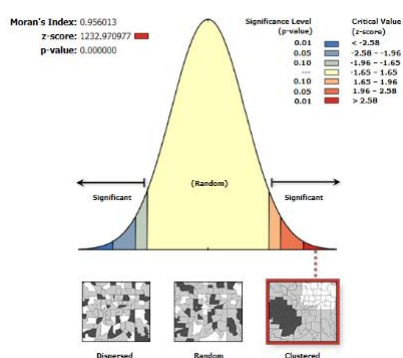 Moran's Index: 0.956013
z-score: 1232.970977
p-value: 0.000000
Significance Level
(p-value)
Critical Value
(z-score)
0.01 < -2.58
0.05 -2.58 - -1.96
0.10 -1.96 - -1.65
--- -1.65 - 1.65
0.10 1.65 - 1.96
0.05 1.96 - 2.58
0.01 > 2.58
Significant
(Random)
Significant
Dispersed
Random
Clustered